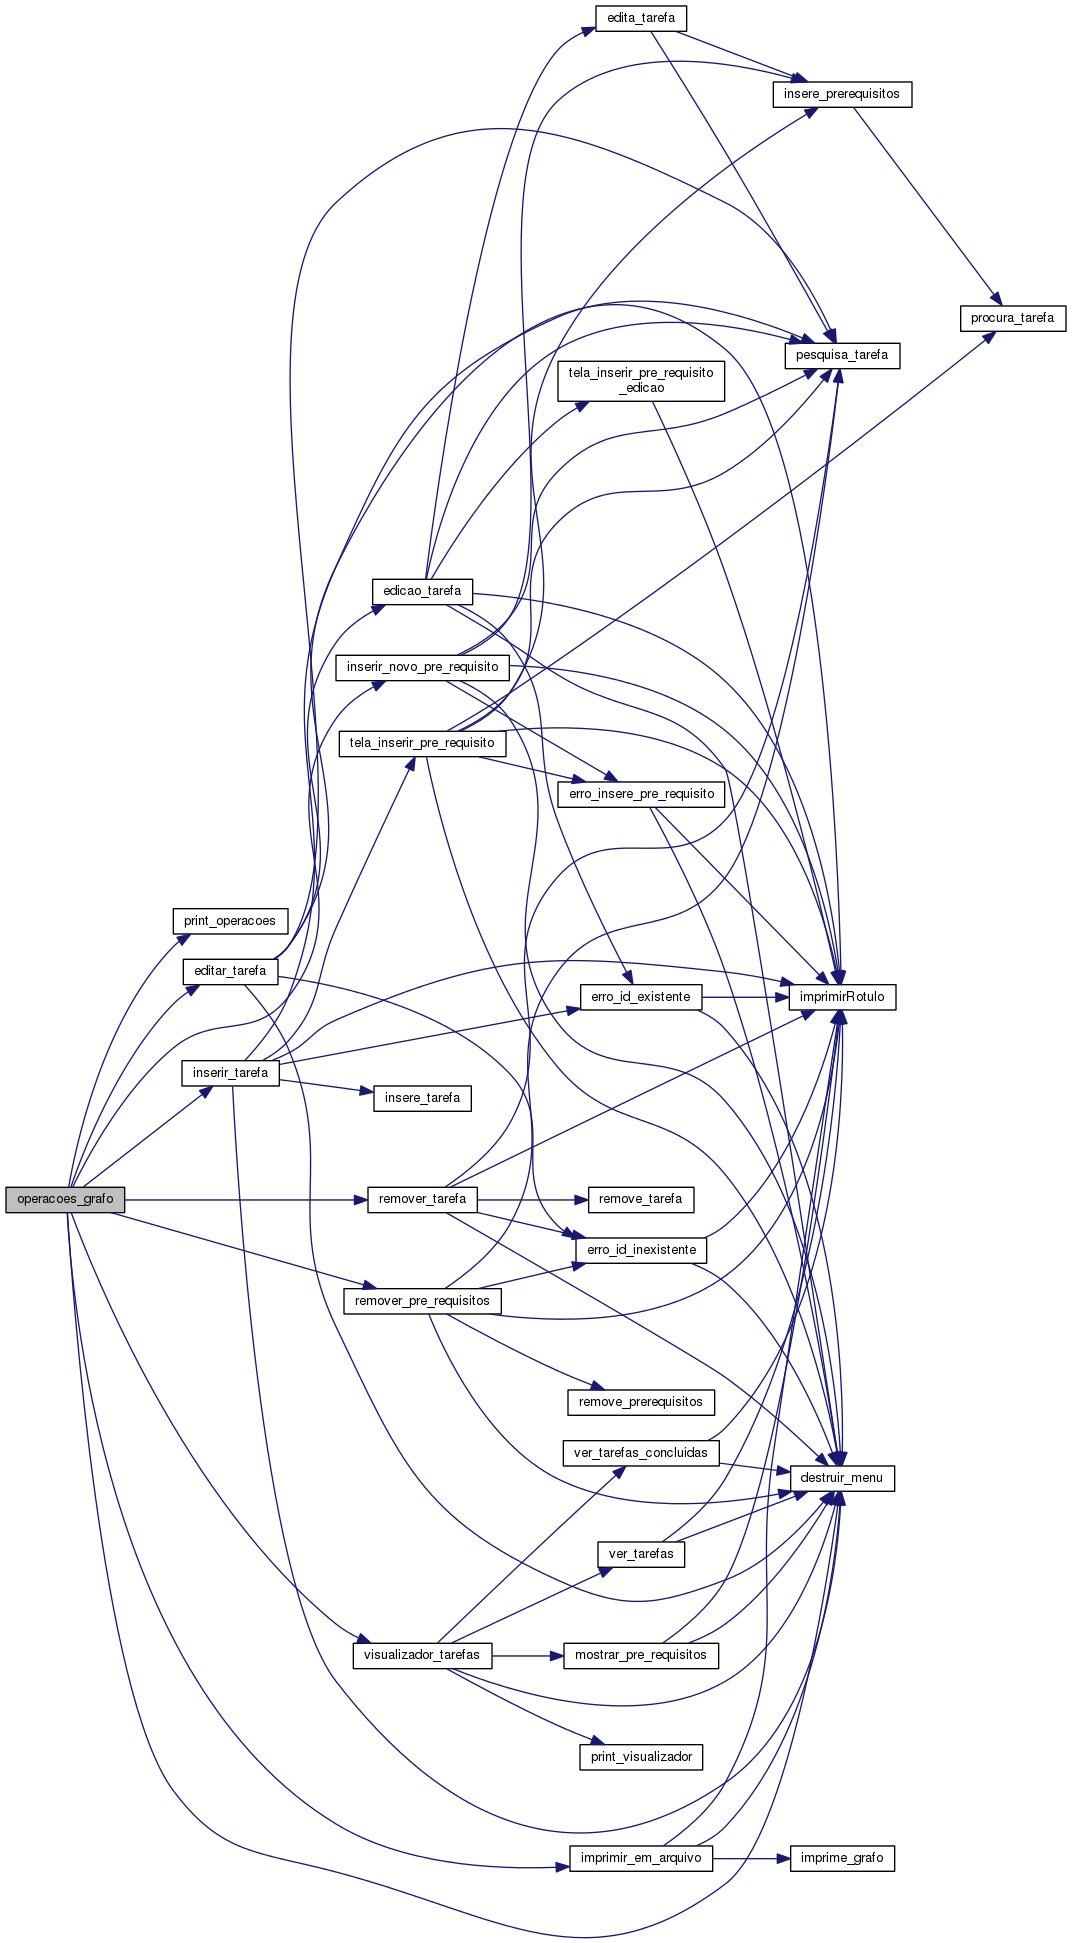 edita_tarefa
insere_prerequisitos
procura_tarefa
pesquisa_tarefa
tela_inserir_pre_requisito
_edicao
edicao_tarefa
inserir_novo_pre_requisito
tela_inserir_pre_requisito
erro_insere_pre_requisito
print_operacoes
editar_tarefa
erro_id_existente
imprimirRotulo
inserir_tarefa
insere_tarefa
operacoes_grafo
remover_tarefa
remove_tarefa
erro_id_inexistente
remover_pre_requisitos
remove_prerequisitos
ver_tarefas_concluidas
destruir_menu
ver_tarefas
visualizador_tarefas
mostrar_pre_requisitos
print_visualizador
imprimir_em_arquivo
imprime_grafo